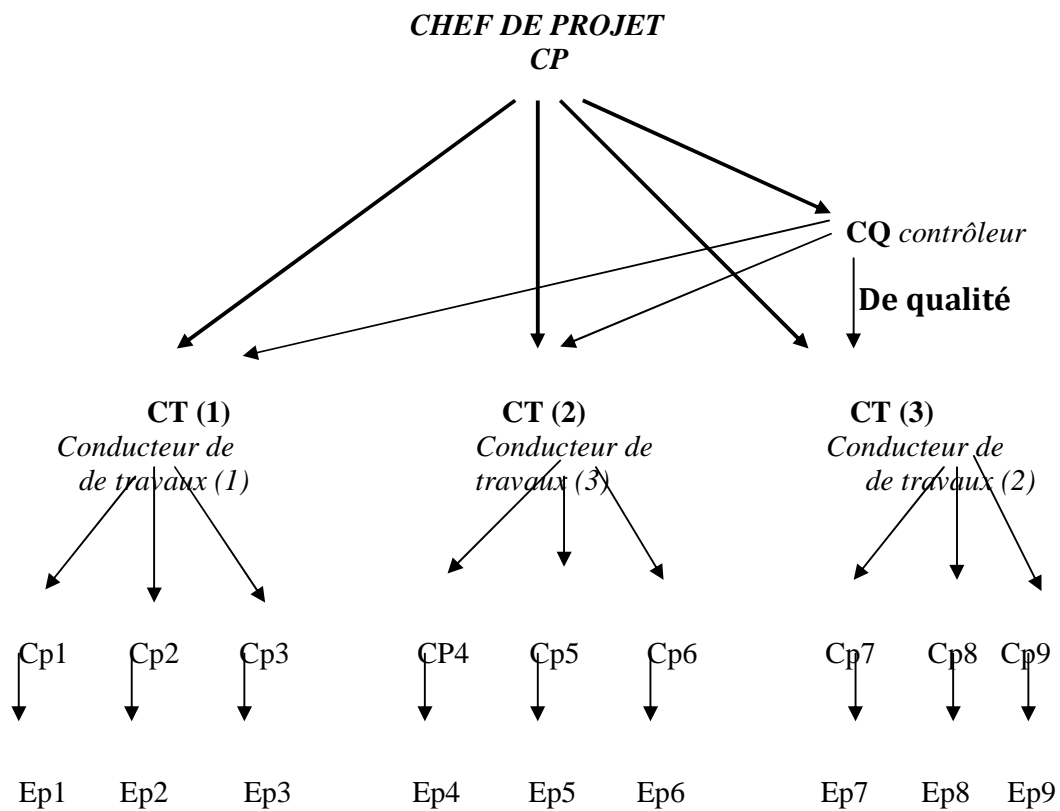 CHEF DE PROJET
CP
CQ contrôleur
De qualité
CT (1) CT (2) CT (3)
Conducteur de Conducteur de Conducteur de
de travaux (1) travaux (3) de travaux (2)
Cp1 Cp2 Cp3 CP4 Cp5 Cp6 Cp7 Cp8 Cp9
Ep1 Ep2 Ep3 Ep4 Ep5 Ep6 Ep7 Ep8 Ep9